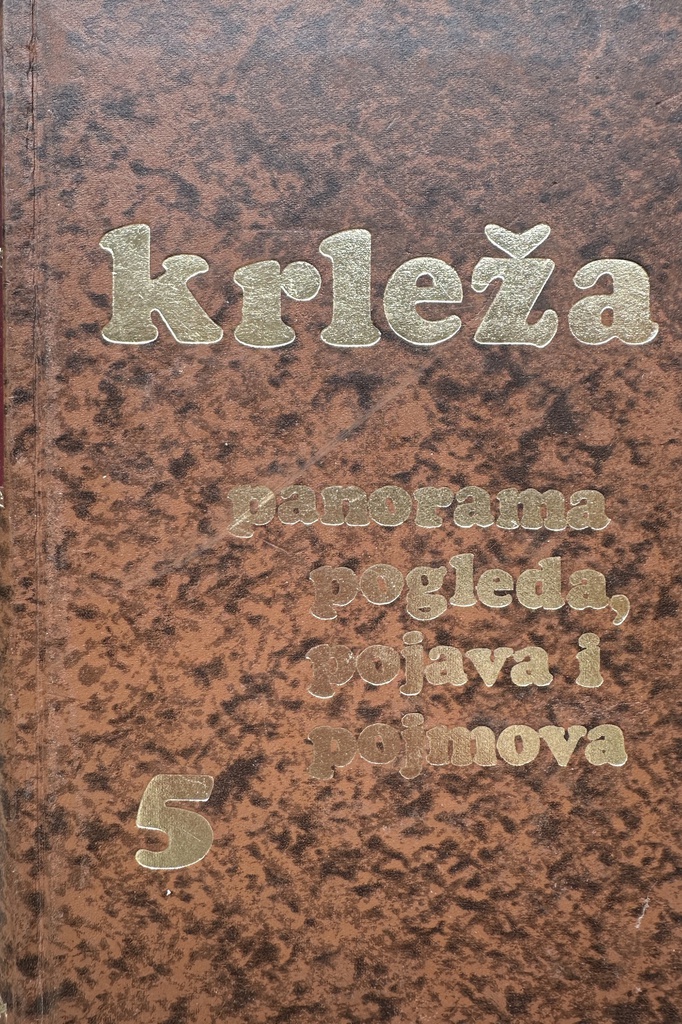 krleža
panorama
pogleda,
pojava i
pojmova
5